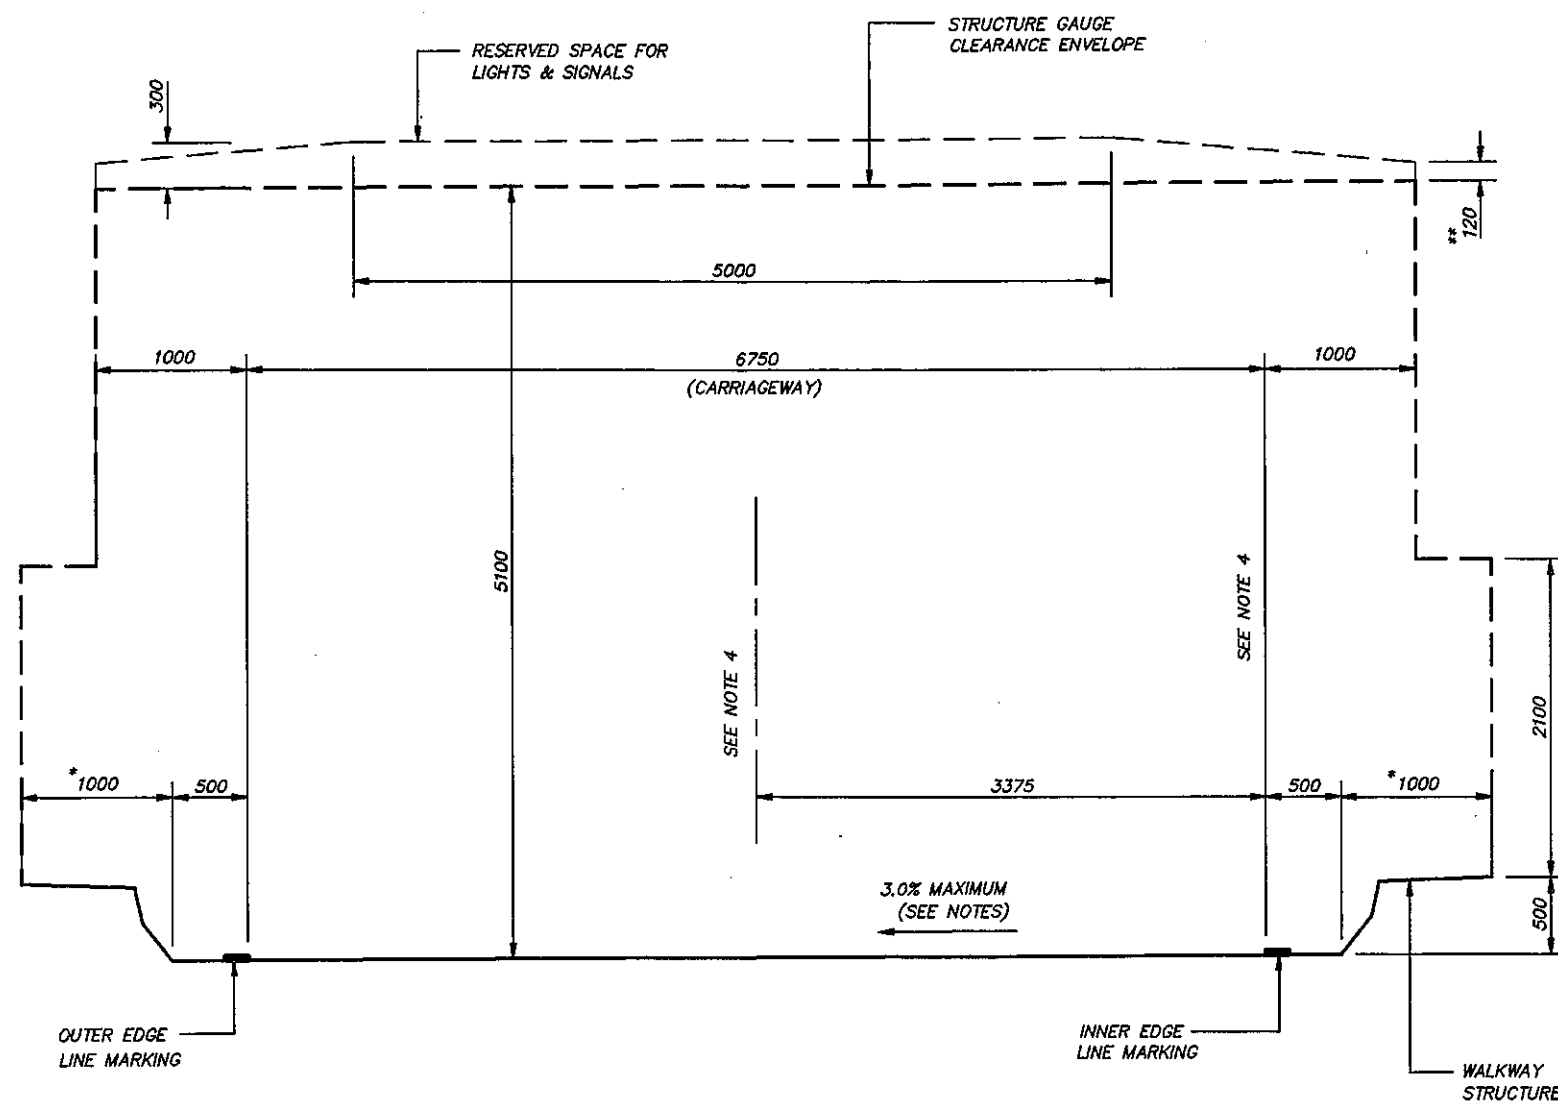 STRUCTURE GAUGE
CLEARANCE ENVELOPE
RESERVED SPACE FOR
LIGHTS & SIGNALS
300
**
120
5000
1000
6750
1000
(CARRIAGEWAY)
5100
SEE NOTE 4
SEE NOTE 4
2100
*1000
500
3375
500
*1000
3.0% MAXIMUM
(SEE NOTES)
500
OUTER EDGE
LINE MARKING
INNER EDGE
LINE MARKING
WALKWAY
STRUCTURE